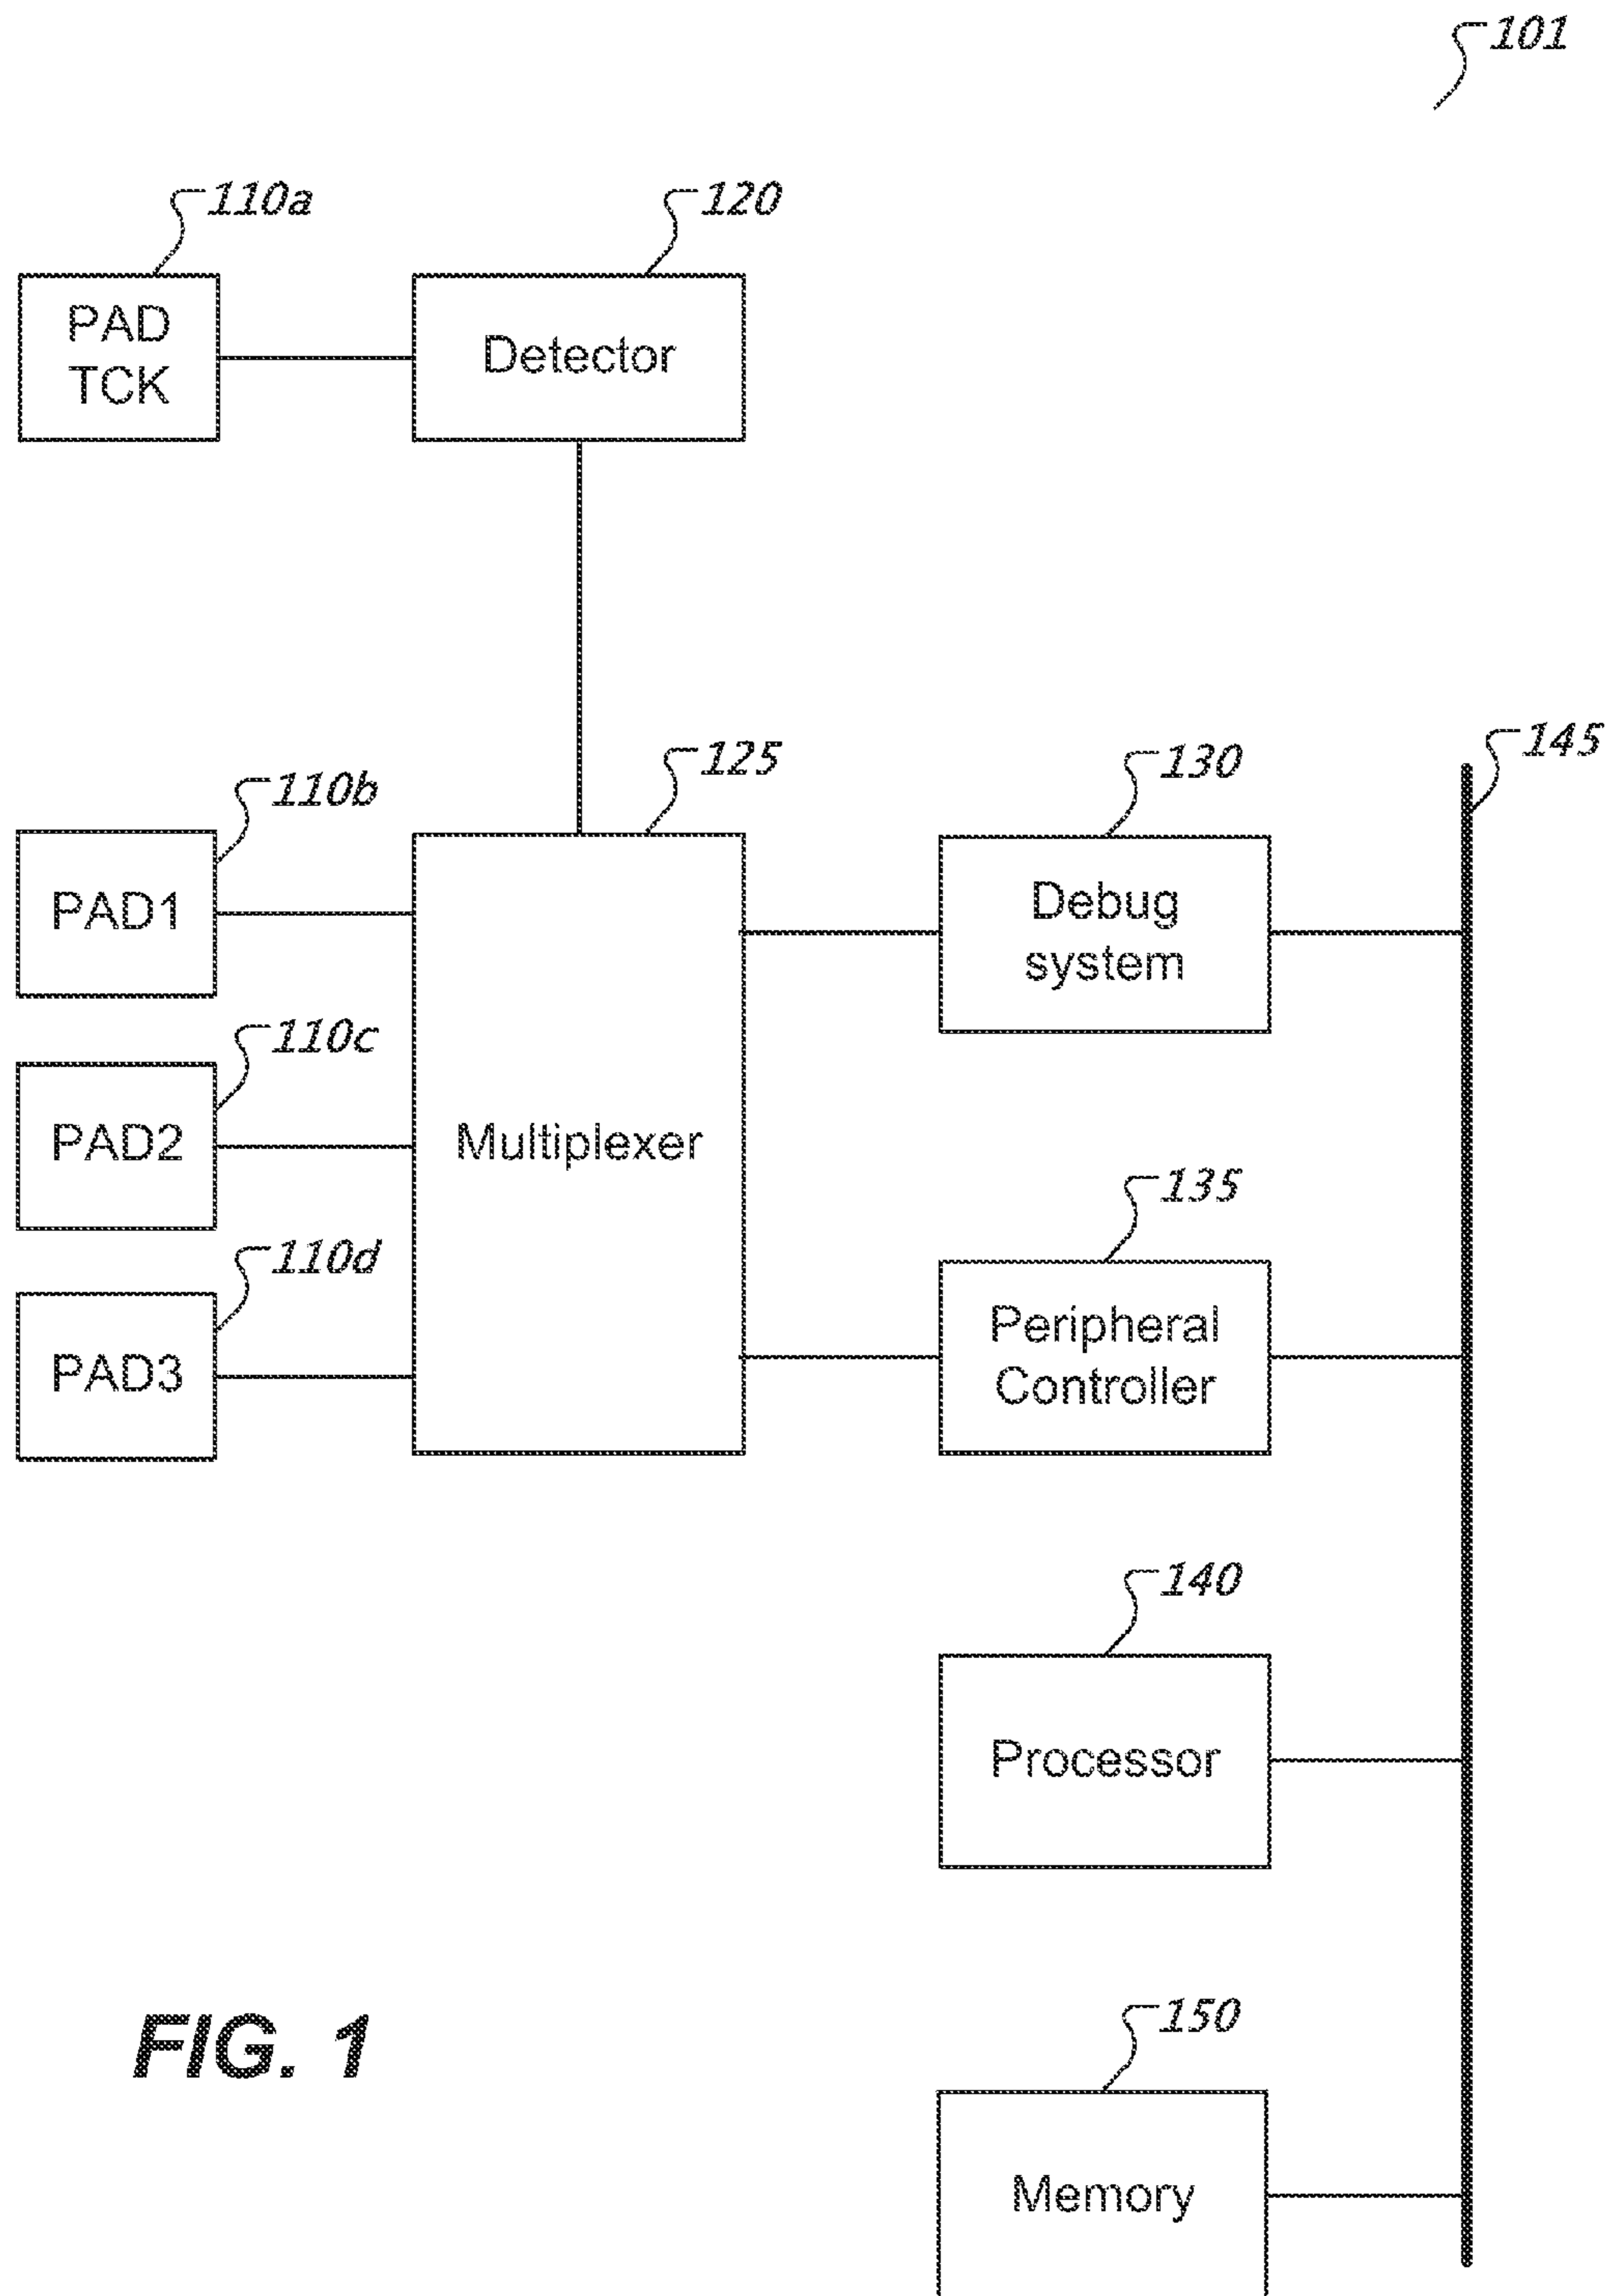 101
110a
120
PAD
TCK
Detector
125
130
145
110b
PAD1
Debug
system
110c
PAD2
Multiplexer
135
110d
PAD3
Peripheral
Controller
140
Processor
150
FIG. 1
Memory